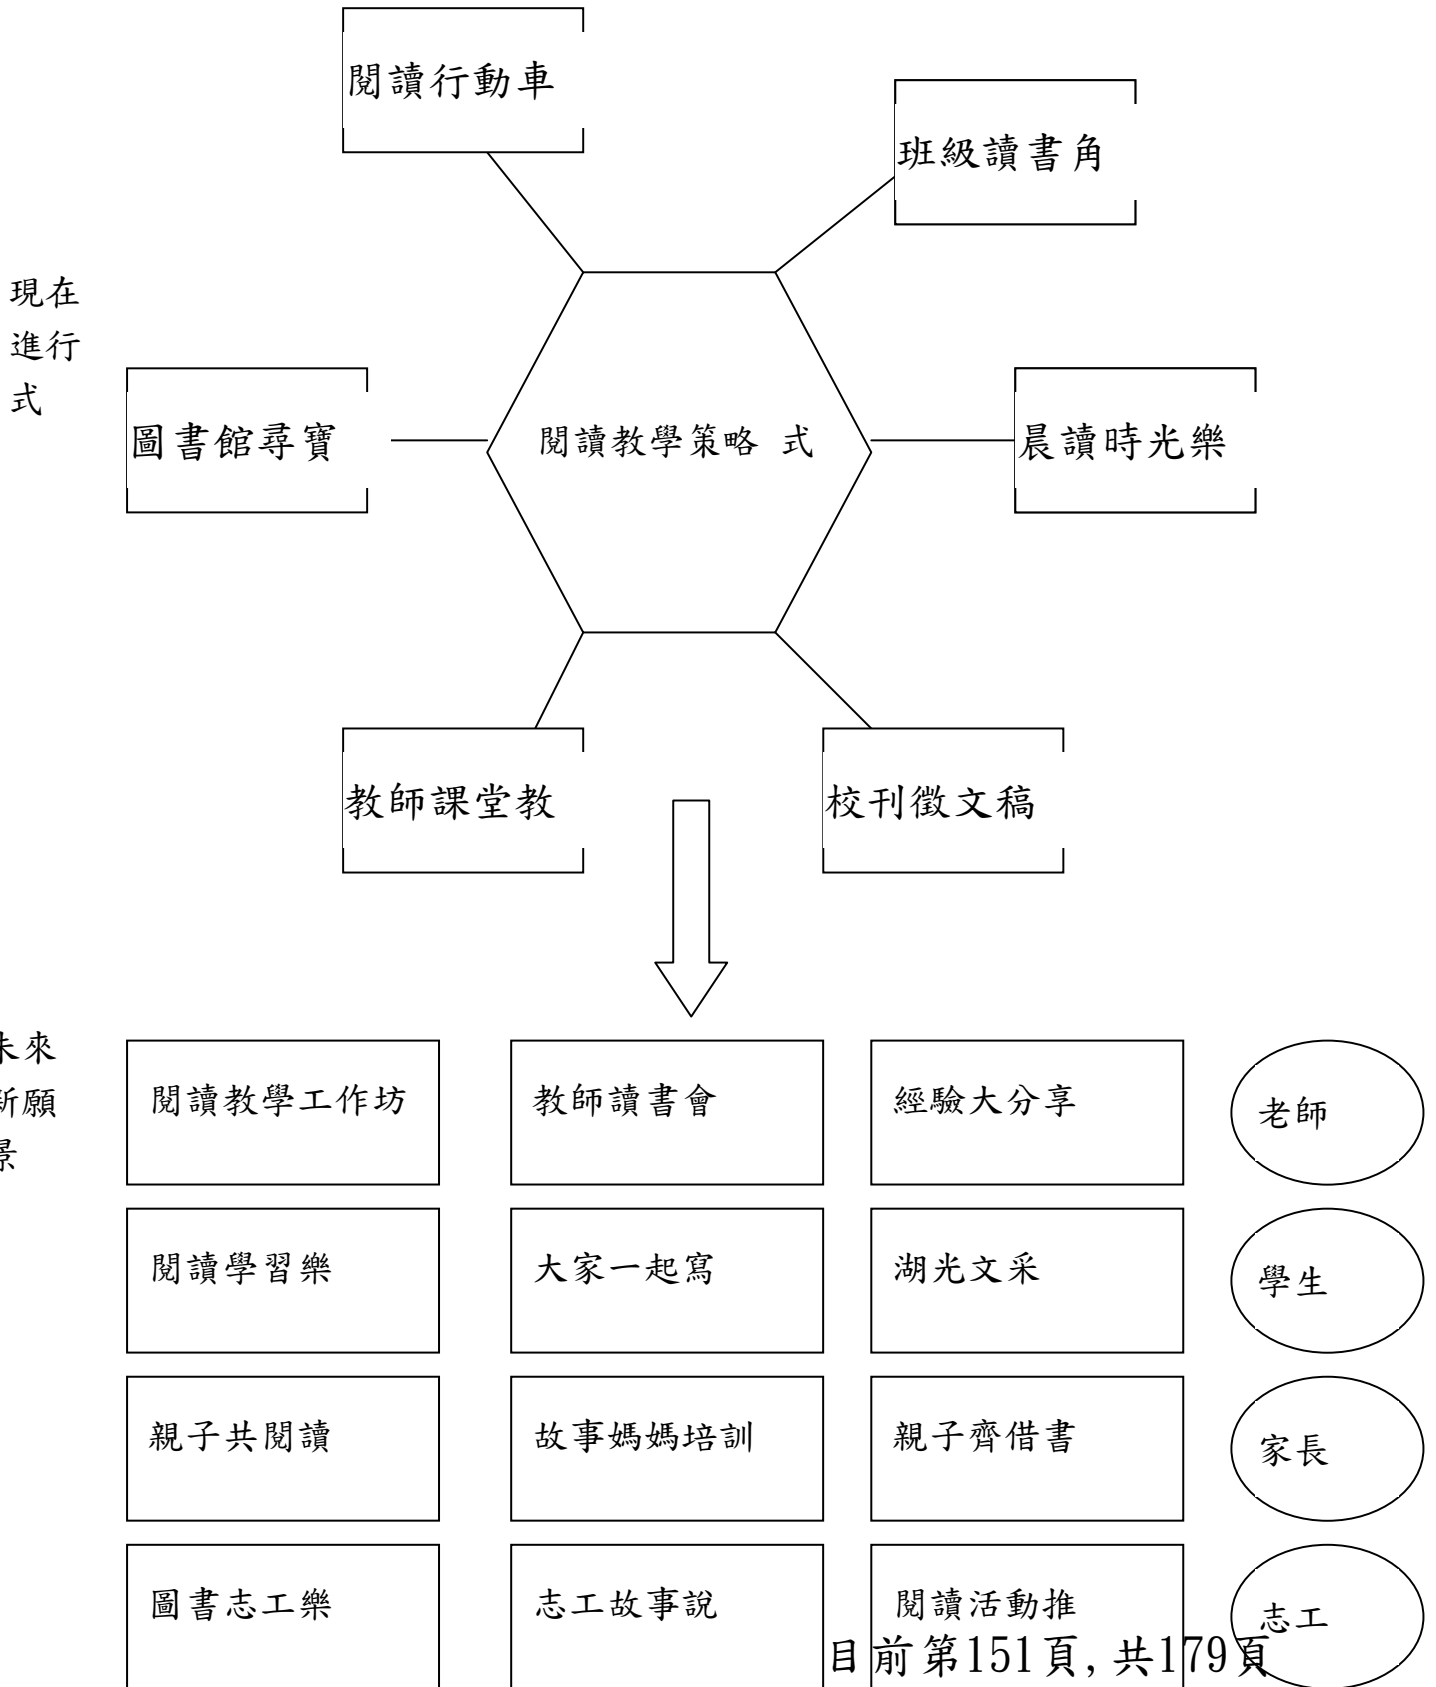 閱讀行動車
班級讀書角
現在
進行
式
圖書館尋寶
閱讀教學策略 式
晨讀時光樂
教師課堂教
校刊徵文稿
未來
新願
景
閱讀教學工作坊
教師讀書會
經驗大分享
老師
閱讀學習樂
大家一起寫
湖光文采
學生
親子共閱讀
故事媽媽培訓
親子齊借書
家長
圖書志工樂
志工故事說
閱讀活動推
志工
目前第151頁,共179頁